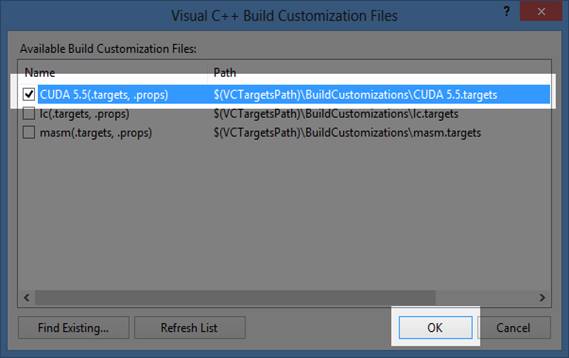 Visual C++ Build Customization Files
?
Available Build Customization Files:
Name Path
CUDA 5.5(.targets, .props) $(VCTargetsPath)\BuildCustomizations\CUDA 5.5.targets
lc(.targets, .props) $(VCTargetsPath)\BuildCustomizations\lc.targets
masm(.targets, .props) $(VCTargetsPath)\BuildCustomizations\masm.targets
Find Existing... Refresh List OK Cancel